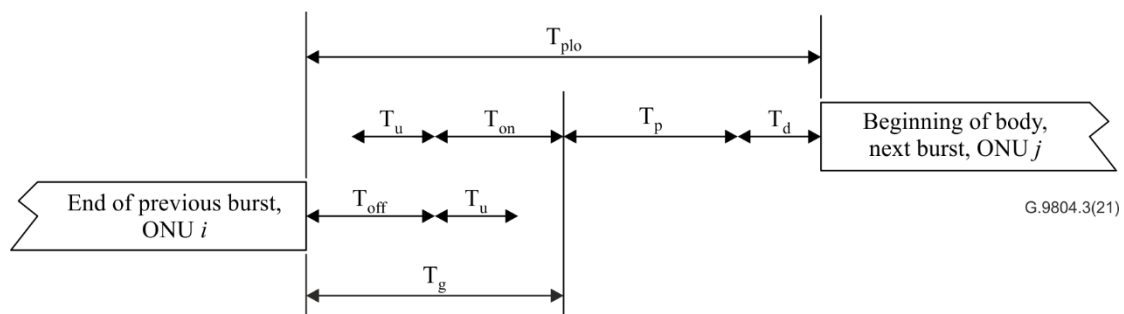 T_plo
T_u
T_on
T_p
T_d
Beginning of body,
next burst, ONU j
End of previous burst,
ONU i
T_off
T_u
G.9804.3(21)
T_g